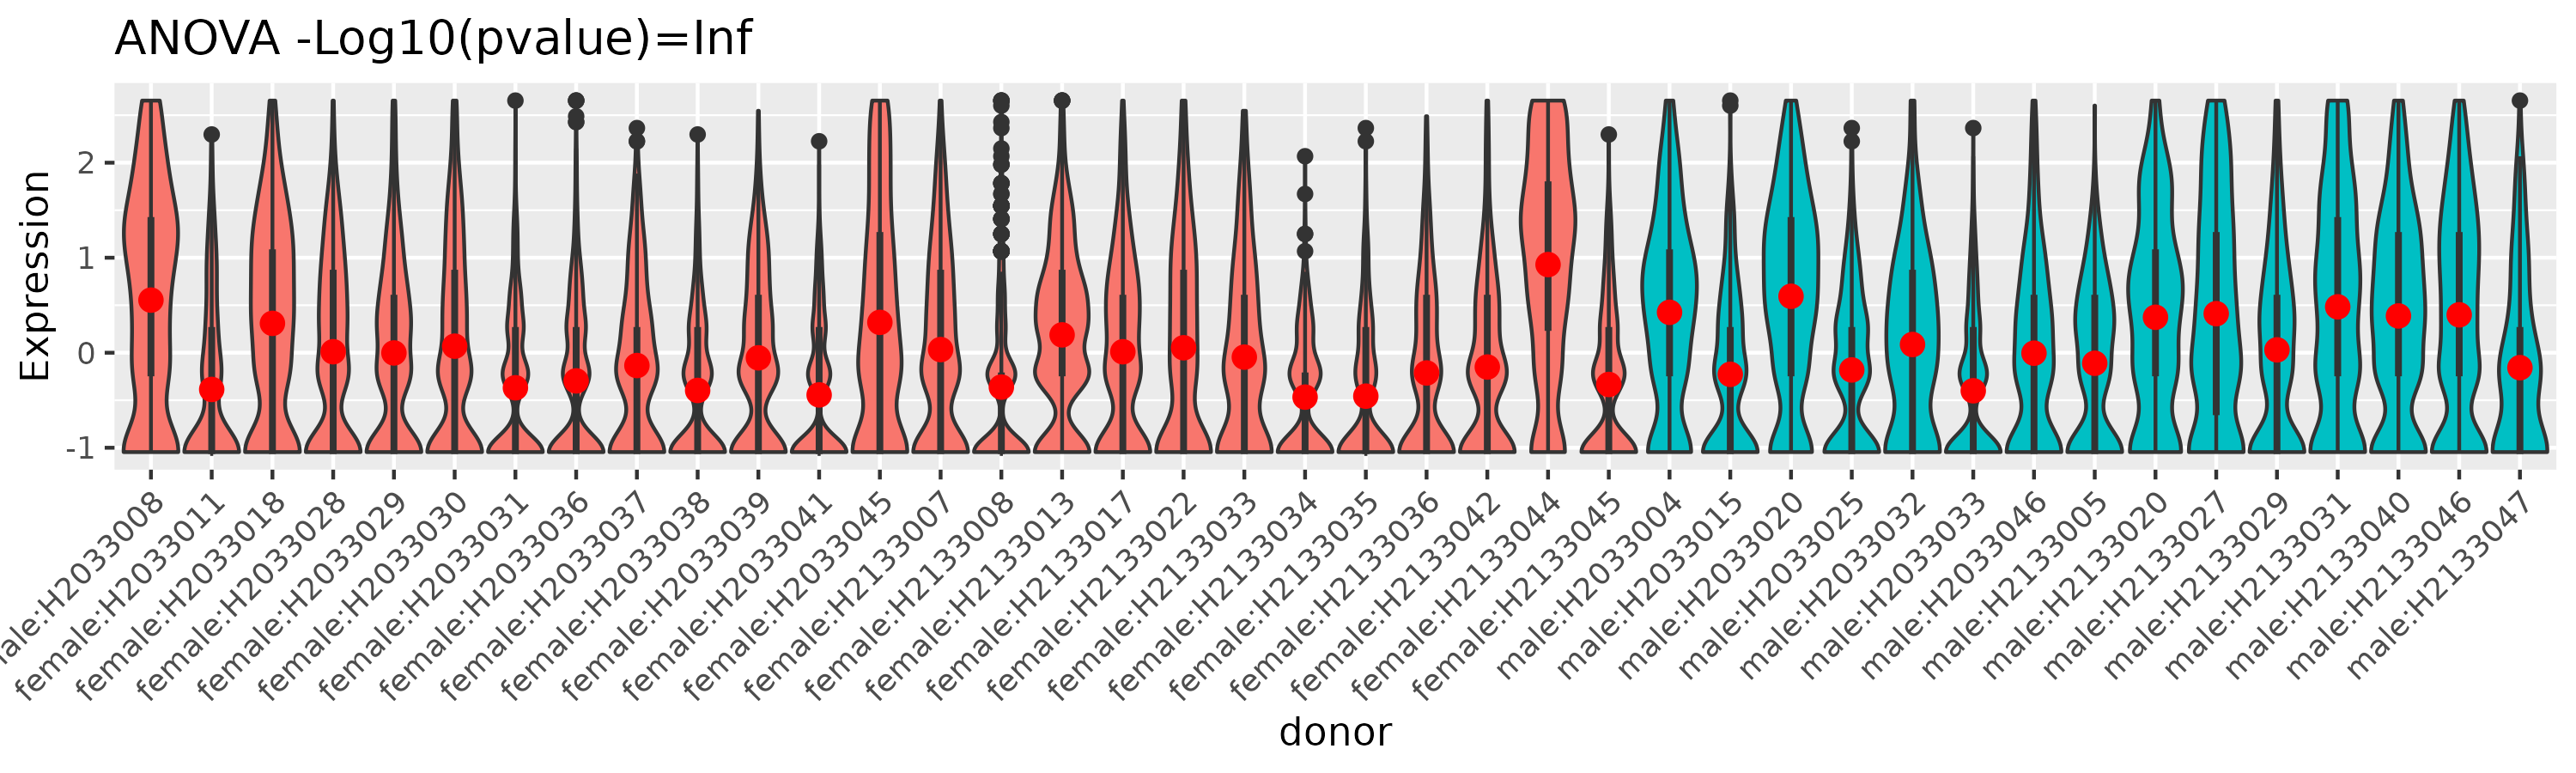 ANOVA -Log10(pvalue)=Inf
Expression
2
1
0
-1
male:H2033008
female:H2033011
female:H2033018
female:H2033028
female:H2033029
female:H2033030
female:H2033031
female:H2033036
female:H2033037
female:H2033038
female:H2033039
female:H2033041
female:H2033045
female:H2133007
female:H2133008
female:H2133013
female:H2133017
female:H2133022
female:H2133033
female:H2133034
female:H2133035
female:H2133036
female:H2133042
female:H2133044
female:H2133045
male:H2033004
male:H2033015
male:H2033020
male:H2033025
male:H2033032
male:H2033033
male:H2033046
male:H2133005
male:H2133020
male:H2133027
male:H2133029
male:H2133031
male:H2133040
male:H2133046
male:H2133047
donor